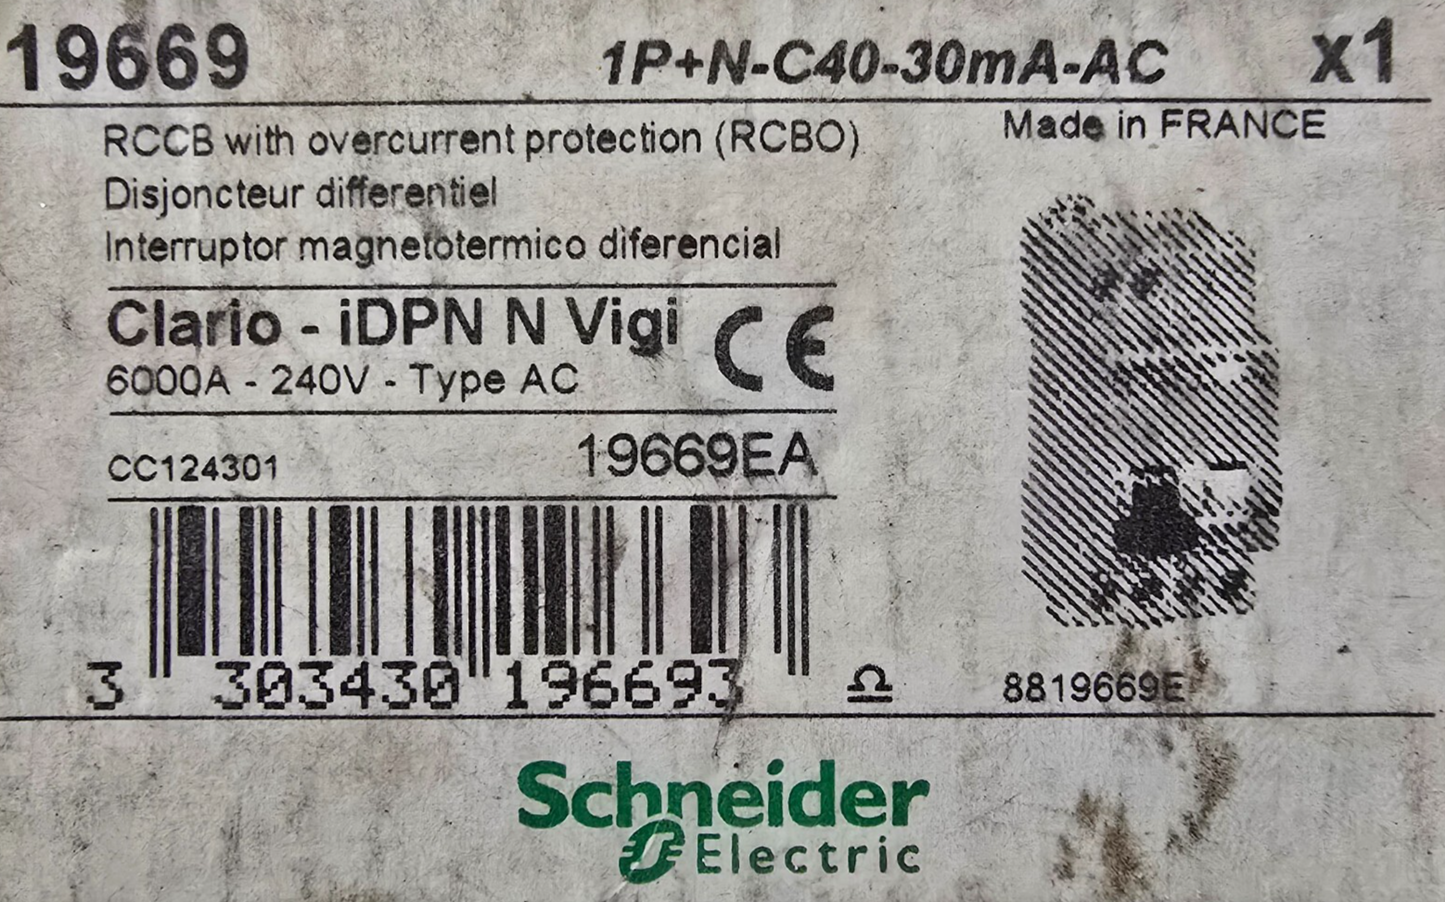 19669 1P+N-C40-30mA-AC x1
RCCB with overcurrent protection (RCBO) Made in FRANCE
Disjoncteur differentiel
Interruptor magnetotermico diferencial
Clario - iDPN N Vigi CE
6000A - 240V - Type AC
CC124301 19669EA
3 303430 196693 8819669E
Schneider
Electric